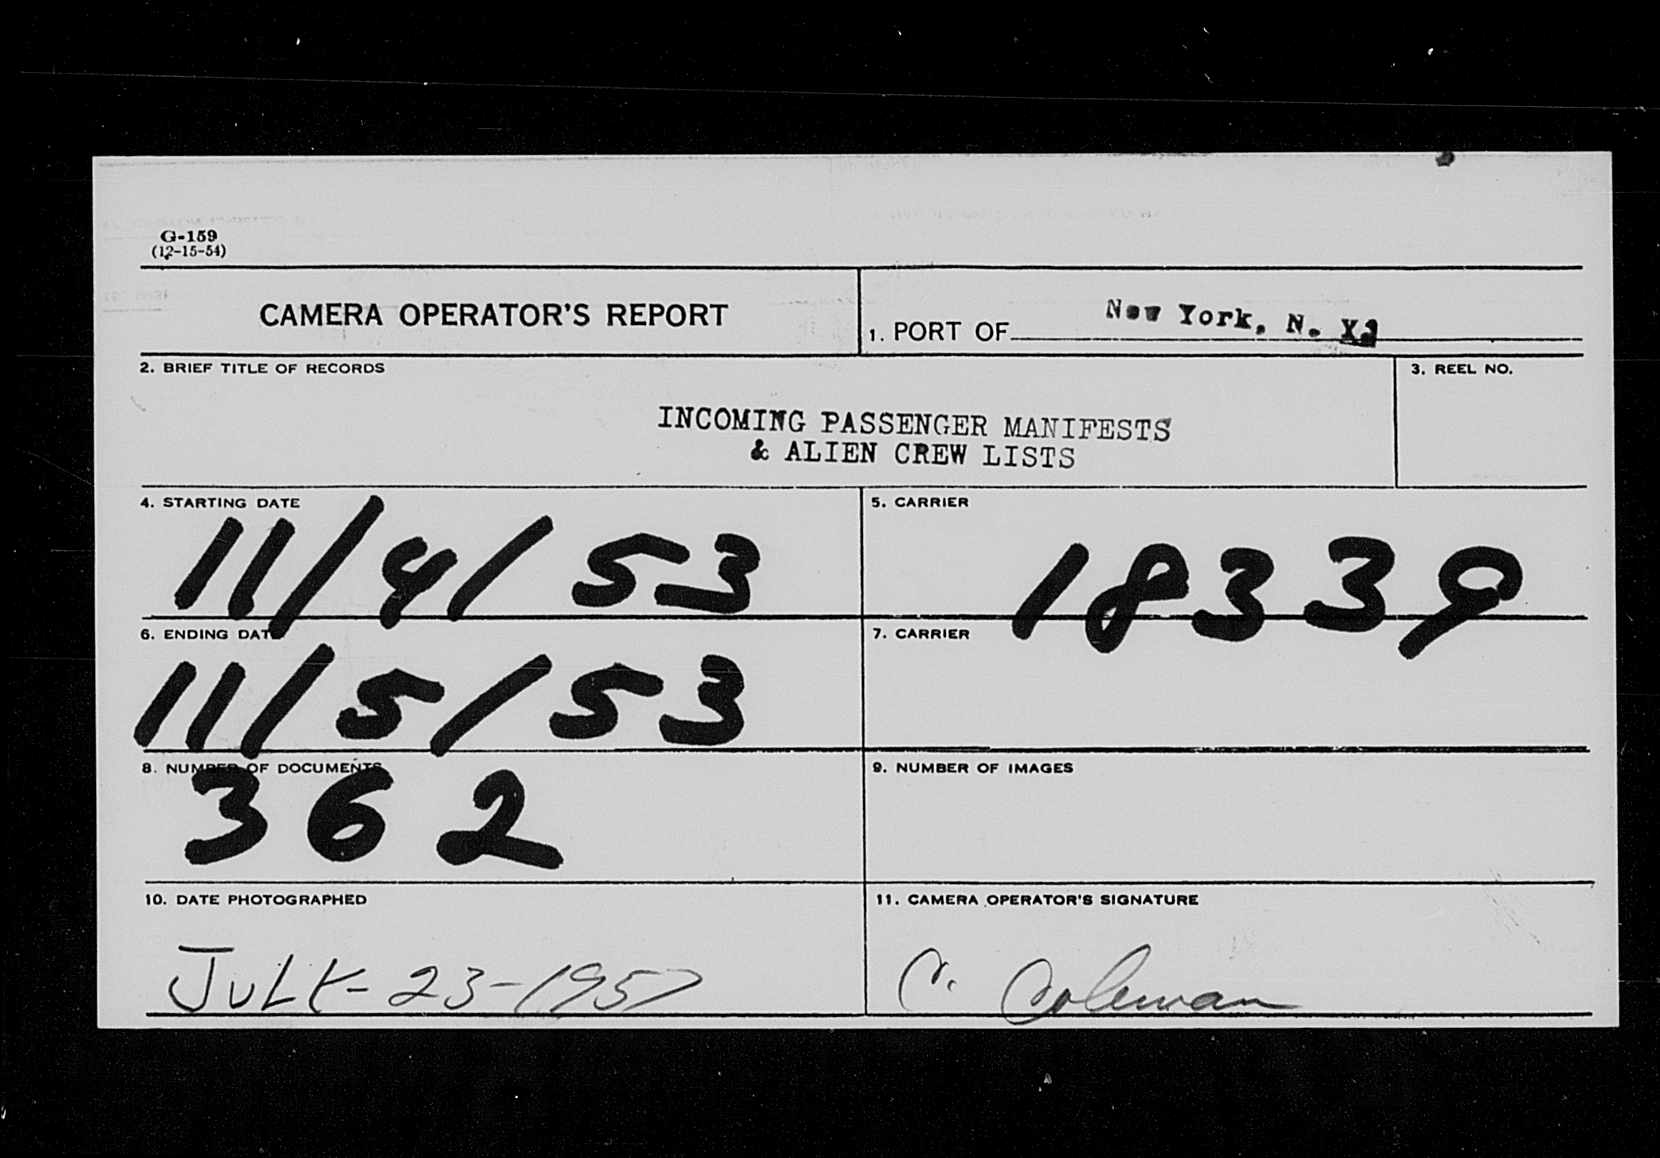 G-159
(12-15-54)
CAMERA OPERATOR'S REPORT
1. PORT OF New York, N. Y.
2. BRIEF TITLE OF RECORDS
3. REEL NO.
INCOMING PASSENGER MANIFESTS
& ALIEN CREW LISTS
4. STARTING DATE
11/4/53
5. CARRIER
18339
6. ENDING DATE
11/5/53
7. CARRIER
8. NUMBER OF DOCUMENTS
362
9. NUMBER OF IMAGES
10. DATE PHOTOGRAPHED
JULY-23-1957
11. CAMERA OPERATOR'S SIGNATURE
C. Coleman